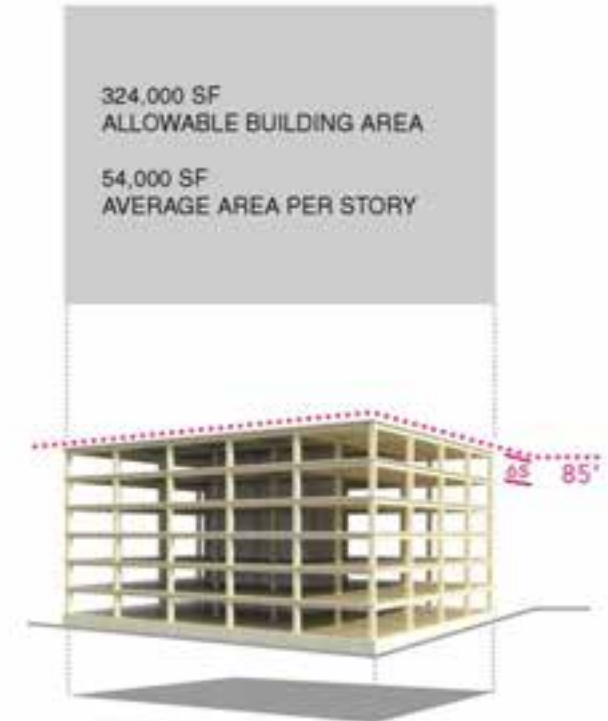 324,000 SF
ALLOWABLE BUILDING AREA
54,000 SF
AVERAGE AREA PER STORY
85'